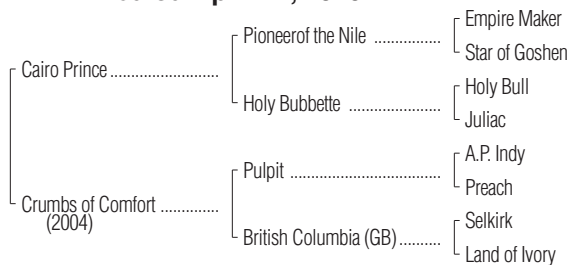 Empire Maker
Pioneerof the Nile ................
Star of Goshen
Cairo Prince ......................
Holy Bull
Holy Bubbette ...................
Juliac
A.P. Indy
Pulpit ...............................
Preach
Crumbs of Comfort ............
(2004)
Selkirk
British Columbia (GB) .........
Land of Ivory